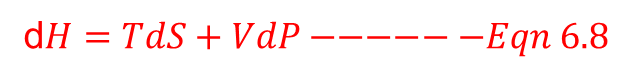 dH = TdS + VdP − − − − − −Eqn 6.8